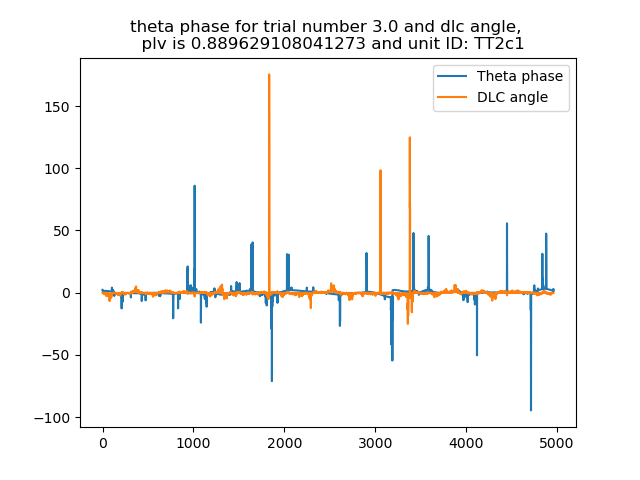 theta phase for trial number 3.0 and dlc angle,
plv is 0.889629108041273 and unit ID: TT2c1
Theta phase
DLC angle
150
100
50
0
−50
−100
0 1000 2000 3000 4000 5000